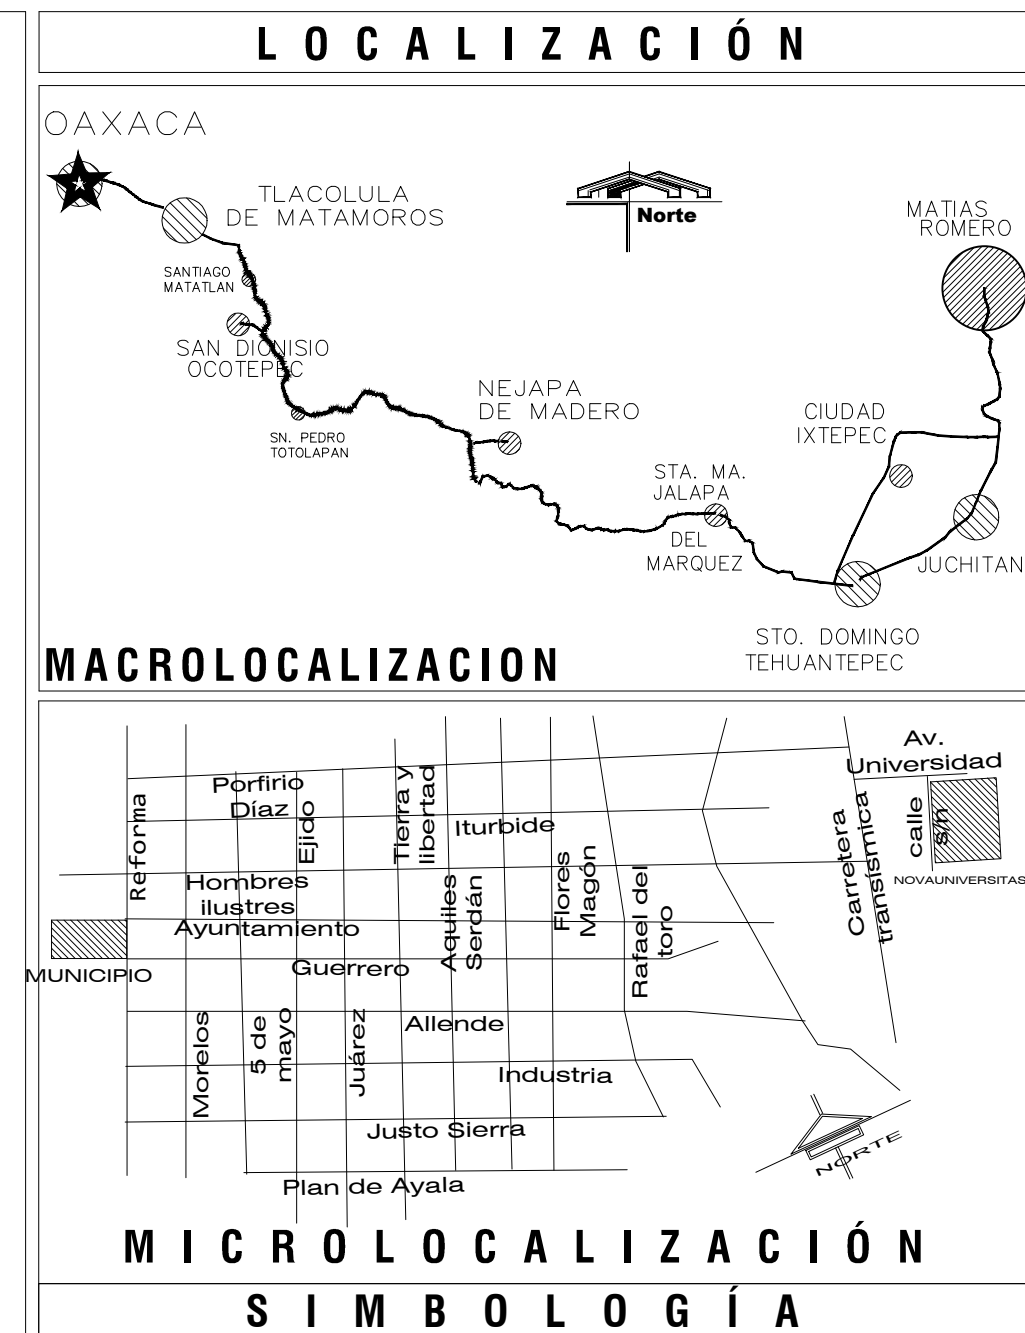 LOCALIZACIÓN
OAXACA
TLACOLULA
DE MATAMOROS
Norte
MATIAS
ROMERO
SANTIAGO
MATATLAN
SAN DIONISIO
OCOTEPEC
NEJAPA
DE MADERO
CIUDAD
IXTEPEC
SN. PEDRO
TOTOLAPAN
STA. MA.
JALAPA
DEL
MARQUEZ
JUCHITAN
STO. DOMINGO
TEHUANTEPEC
MACROLOCALIZACION
Av.
Universidad
Porfirio
Díaz
Reforma
Ejido
Tierra y
libertad
Iturbide
Carretera
transísmica
calle
s/n
NOVAUNIVERSITAS
Hombres
ilustres
Ayuntamiento
Aquiles
Serdán
Flores
Magón
Rafael del
toro
MUNICIPIO
Guerrero
Morelos
5 de
mayo
Juárez
Allende
Industria
Justo Sierra
NORTE
Plan de Ayala
MICROLOCALIZACIÓN
SIMBOLOGÍA